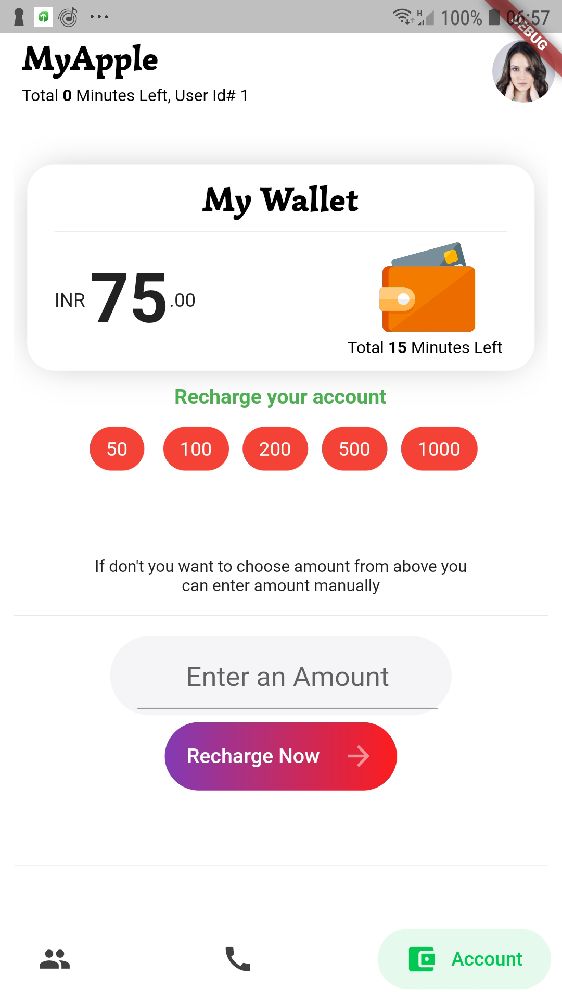 H 100% 06:57
DEBUG
MyApple
Total 0 Minutes Left, User Id# 1
My Wallet
INR 75.00
Total 15 Minutes Left
Recharge your account
50 100 200 500 1000
If don't you want to choose amount from above you
can enter amount manually
Enter an Amount
Recharge Now
Account